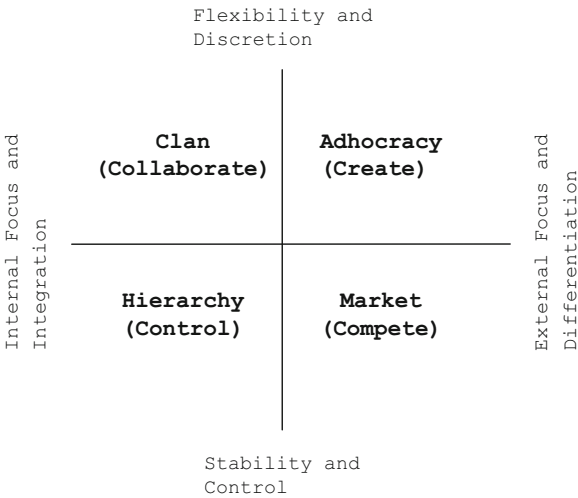 Flexibility and
Discretion
Clan
(Collaborate)
Adhocracy
(Create)
Internal Focus and
Integration
External Focus and
Differentiation
Hierarchy
(Control)
Market
(Compete)
Stability and
Control